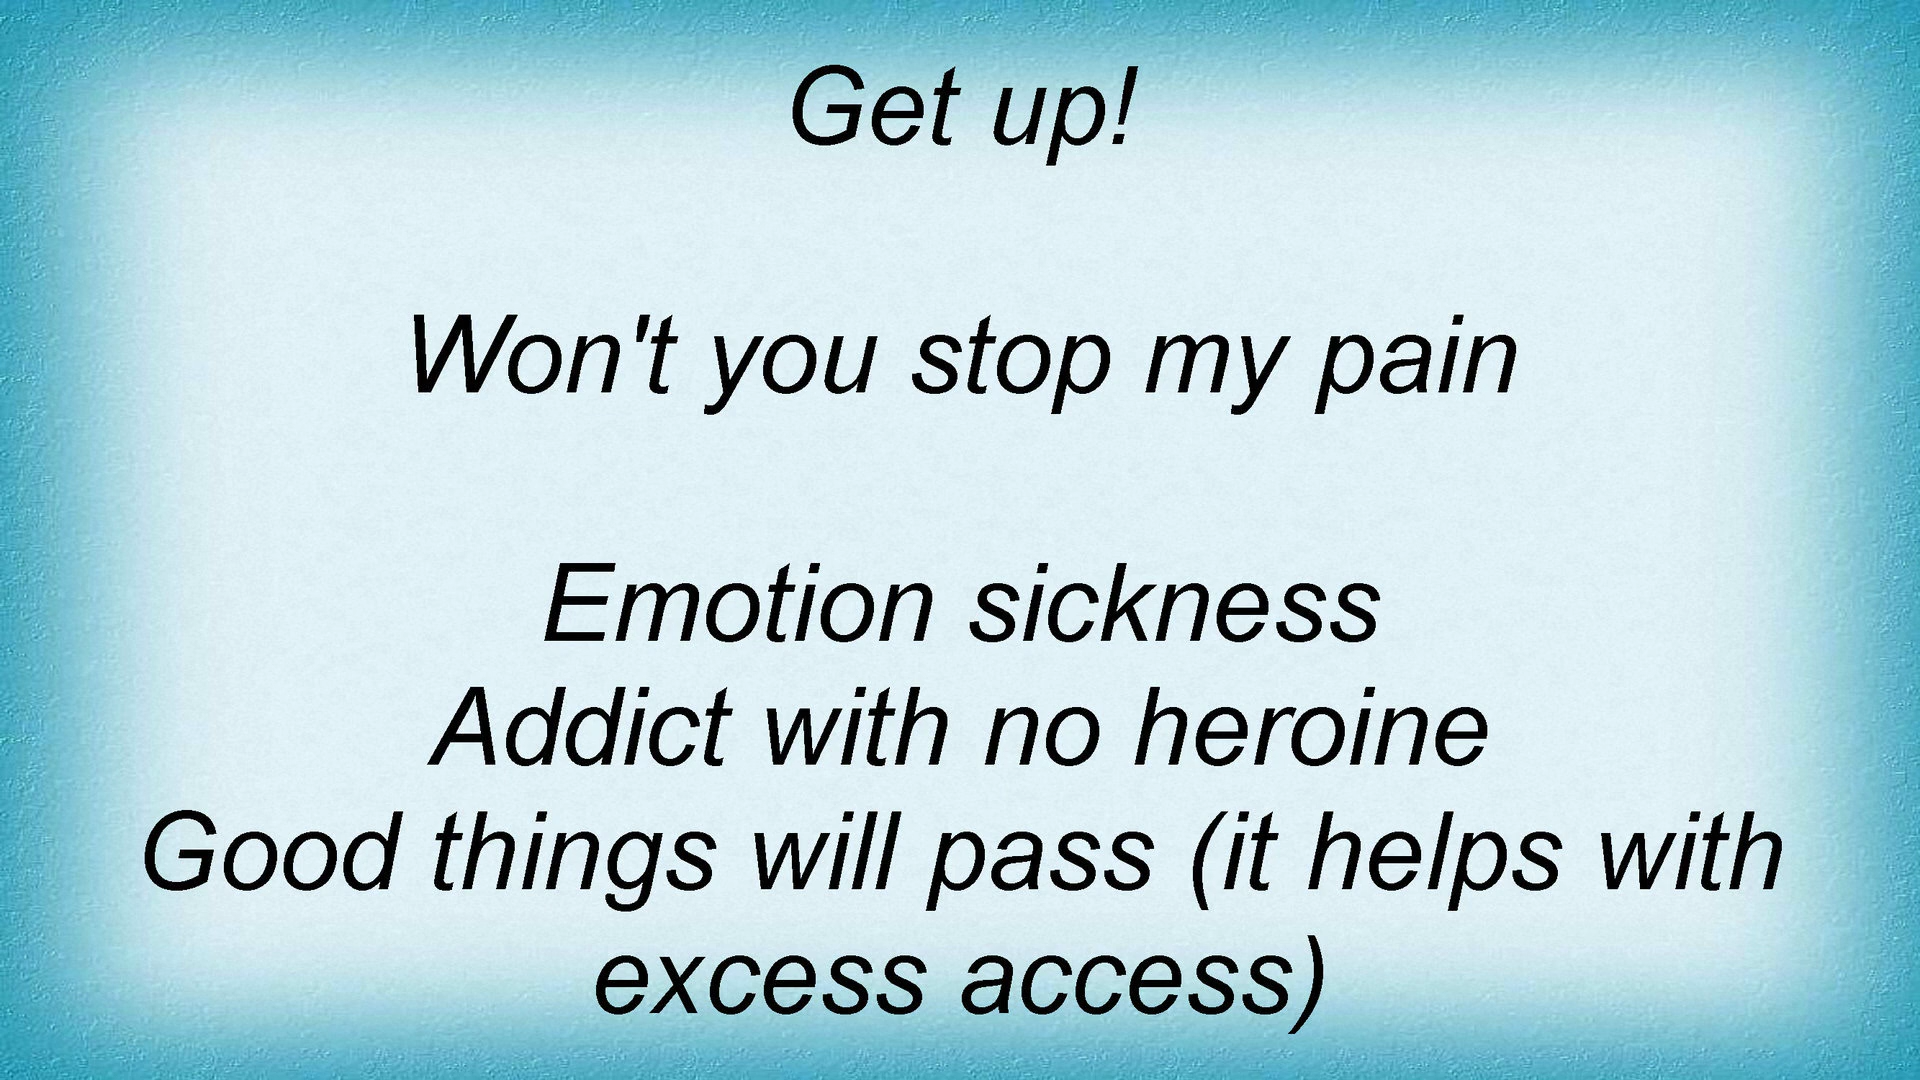 Get up!
Won't you stop my pain
Emotion sickness
Addict with no heroine
Good things will pass (it helps with
excess access)